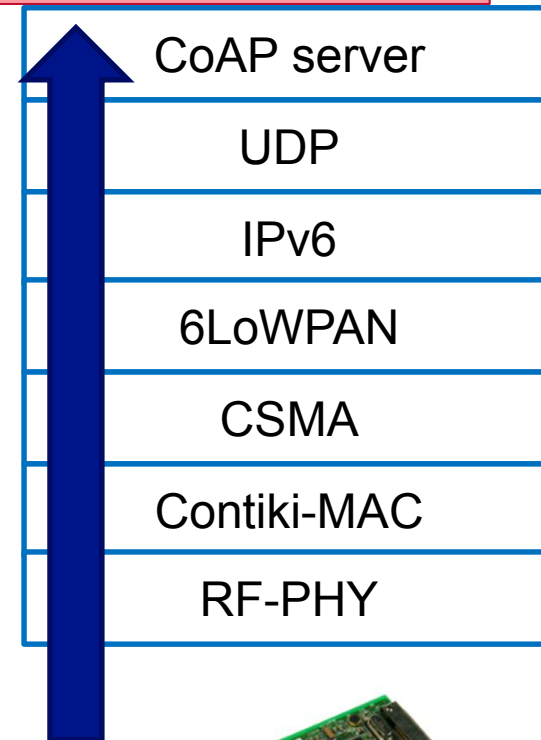 CoAP server
UDP
IPv6
6LoWPAN
CSMA
Contiki-MAC
RF-PHY